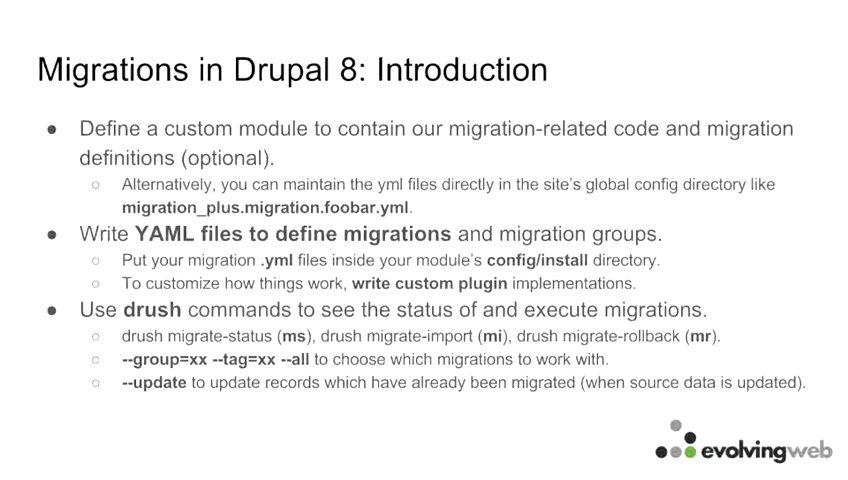 Migrations in Drupal 8: Introduction
● Define a custom module to contain our migration-related code and migration
definitions (optional).
○ Alternatively, you can maintain the yml files directly in the site's global config directory like
migration_plus.migration.foobar.yml.
● Write YAML files to define migrations and migration groups.
○ Put your migration .yml files inside your module's config/install directory.
○ To customize how things work, write custom plugin implementations.
● Use drush commands to see the status of and execute migrations.
○ drush migrate-status (ms), drush migrate-import (mi), drush migrate-rollback (mr).
○ --group=xx --tag=xx --all to choose which migrations to work with.
○ --update to update records which have already been migrated (when source data is updated).
evolvingweb